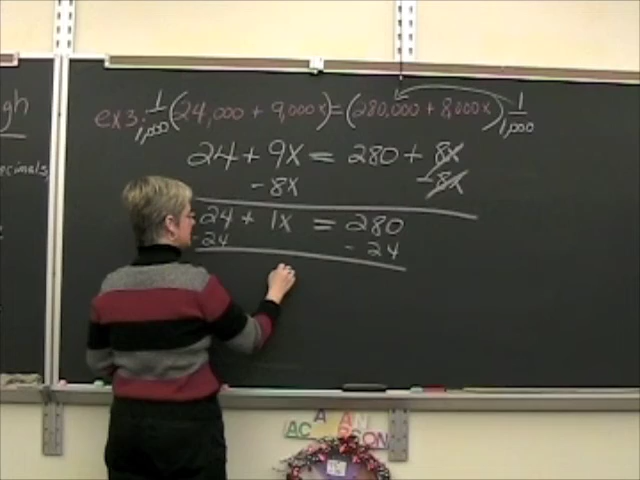 gh
ecimals,
ex3: 1/1,000 (24,000 + 9,000x) = (280,000 + 8,000x) 1/1,000
24 + 9x = 280 + 8x
- 8x - 8x
24 + 1x = 280
- 24 - 24